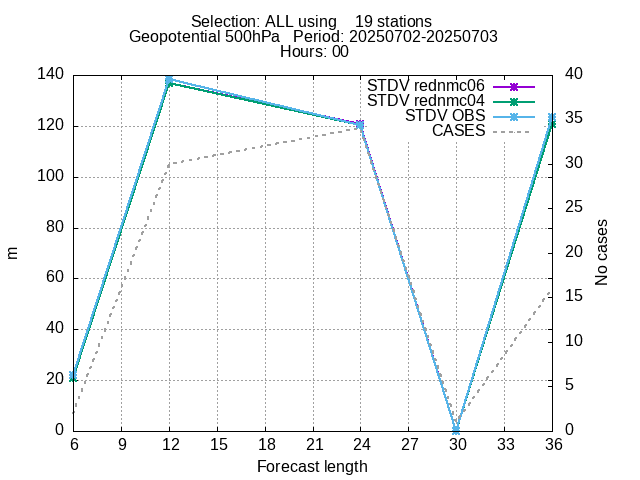 Selection: ALL using    19 stations
Geopotential 500hPa   Period: 20250702-20250703
Hours: 00
140
120
100
80
60
40
20
0
m
40
35
30
25
20
15
10
5
0
No cases
STDV rednmc06
STDV rednmc04
STDV OBS
CASES
6 9 12 15 18 21 24 27 30 33 36
Forecast length